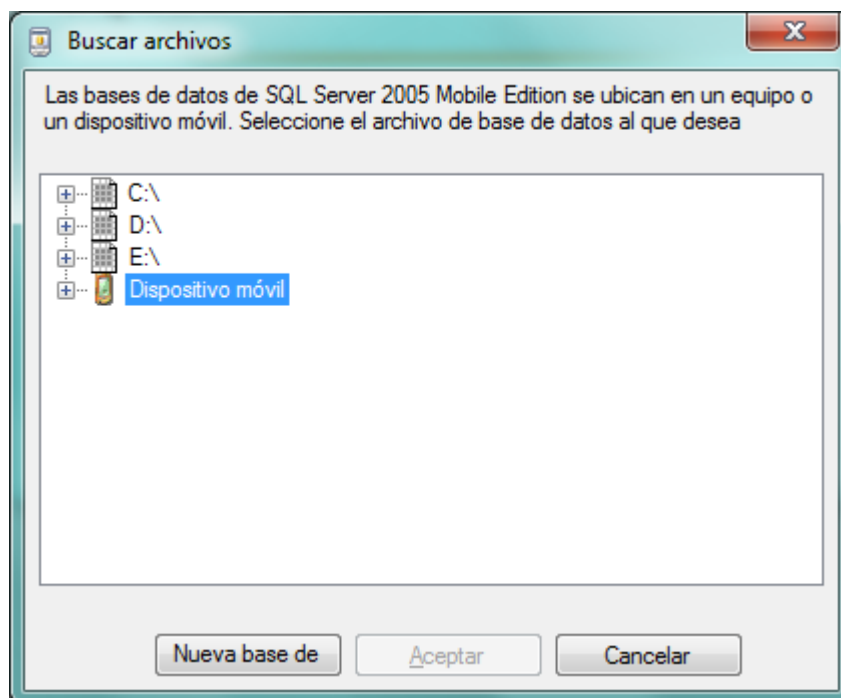 Buscar archivos
Las bases de datos de SQL Server 2005 Mobile Edition se ubican en un equipo o
un dispositivo móvil. Seleccione el archivo de base de datos al que desea
C:\
D:\
E:\
Dispositivo móvil
Nueva base de
Aceptar
Cancelar